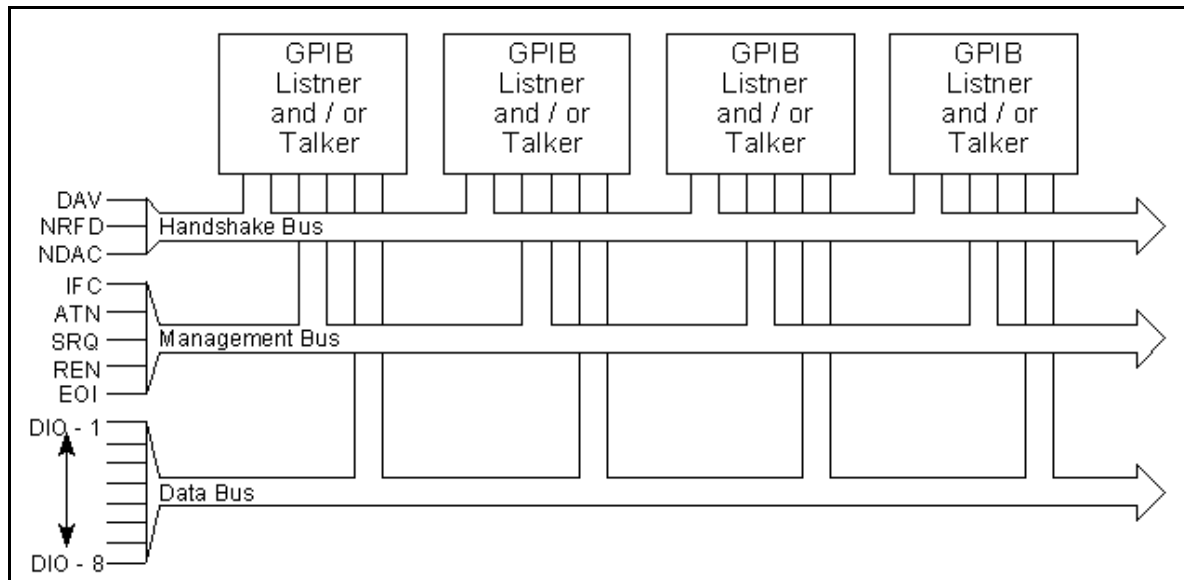 GPIB
Listner
and / or
Talker
GPIB
Listner
and / or
Talker
GPIB
Listner
and / or
Talker
GPIB
Listner
and / or
Talker
DAV
NRFD
NDAC
Handshake Bus
IFC
ATN
SRQ
REN
EOI
Management Bus
DIO - 1
DIO - 8
Data Bus